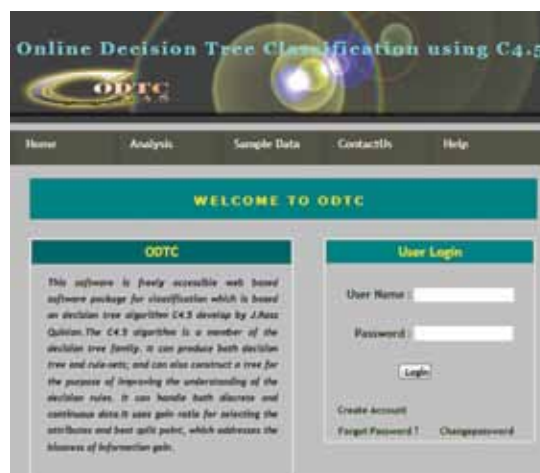 Online Decision Tree Classification using C4.5
ODTC
Home Analysis Sample Data ContactUs Help
WELCOME TO ODTC
ODTC
This software is freely accessible web based
software package for classification which is based
on decision tree algorithm C4.5 develop by J.Ross
Quinlan.The C4.5 algorithm is a member of the
decision tree family. It can produce both decision
tree and rule-sets; and can also construct a tree for
the purpose of improving the understanding of the
decision rules. It can handle both discrete and
continuous data.It uses gain ratio for selecting the
attributes and best split point, which addresses the
biasness of information gain.
User Login
User Name :
Password :
Login
Create Account
Forget Password ? Changepassword